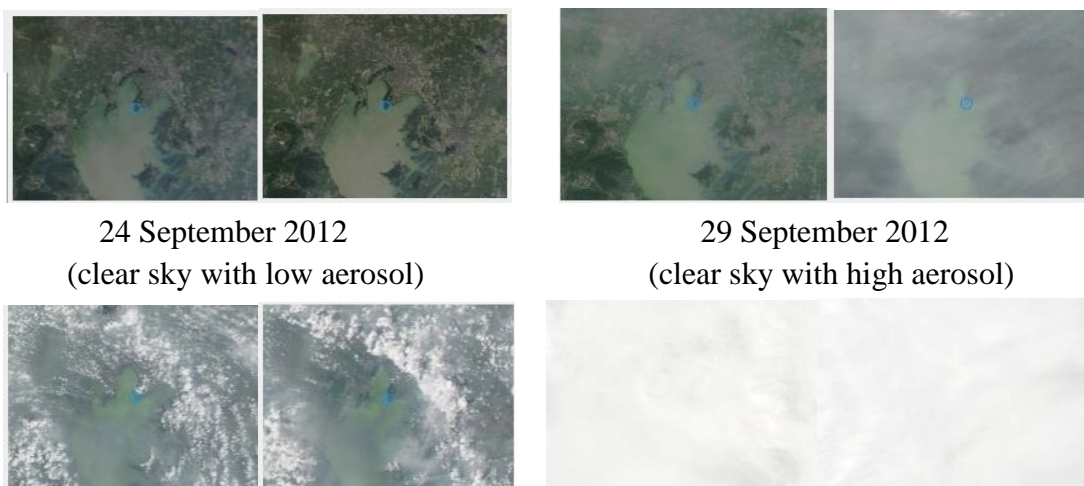 24 September 2012
29 September 2012
(clear sky with low aerosol)
(clear sky with high aerosol)